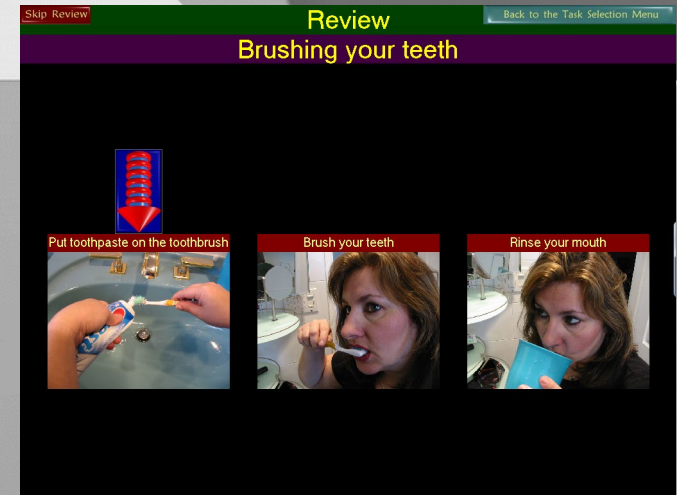 Skip Review
Review
Back to the Task Selection Menu
Brushing your teeth
Put toothpaste on the toothbrush
Brush your teeth
Rinse your mouth